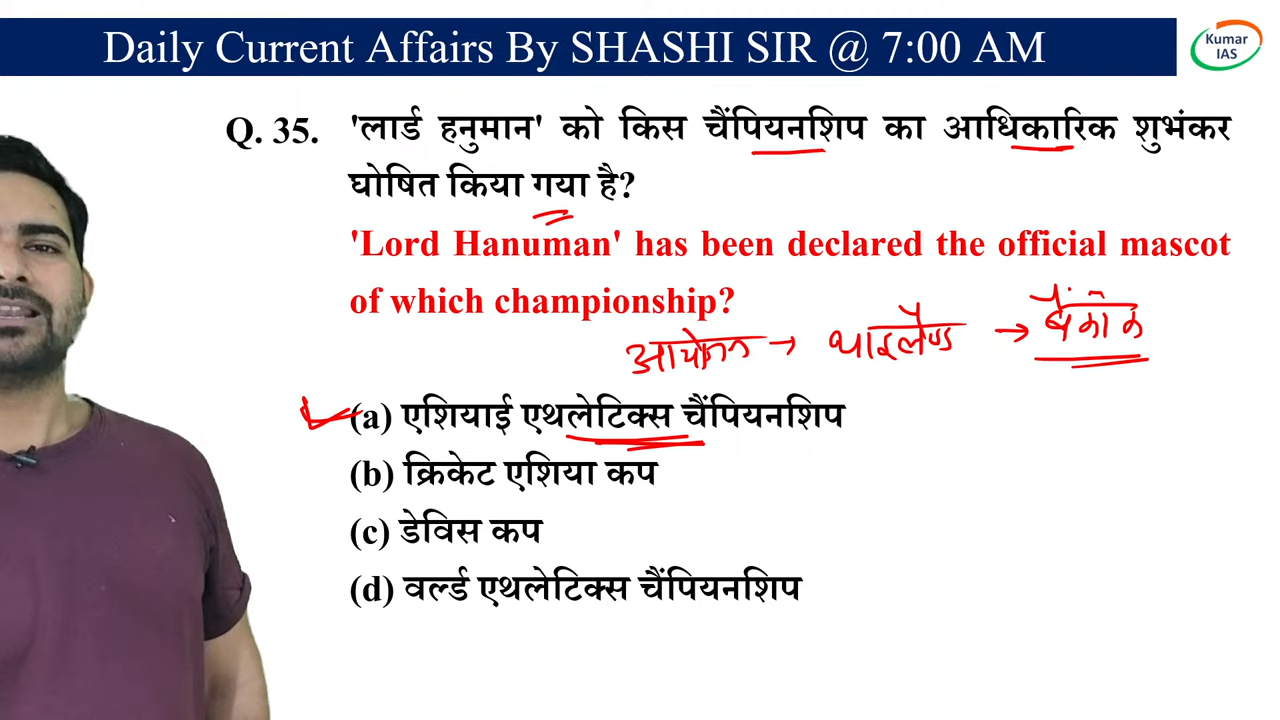 Daily Current Affairs By SHASHI SIR @ 7:00 AM
Kumar
IAS
Q. 35. 'लार्ड हनुमान' को किस चैंपियनशिप का आधिकारिक शुभंकर
घोषित किया गया है?
'Lord Hanuman' has been declared the official mascot
of which championship?
आयोजन → थाइलैण्ड → बैंकॉक
(a) एशियाई एथलेटिक्स चैंपियनशिप
(b) क्रिकेट एशिया कप
(c) डेविस कप
(d) वर्ल्ड एथलेटिक्स चैंपियनशिप